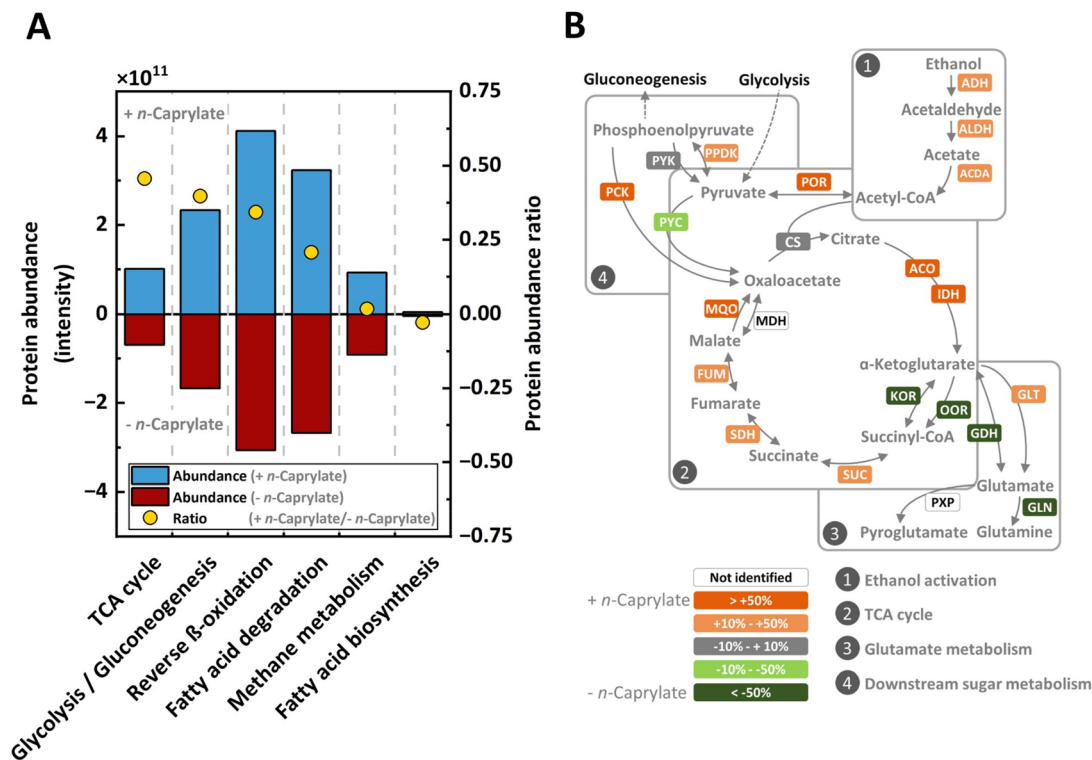 A
×10¹¹
+ n-Caprylate
4
2
0
−2
−4
Protein abundance
(intensity)
- n-Caprylate
0.75
0.50
0.25
0.00
−0.25
−0.50
−0.75
Protein abundance ratio
Abundance (+ n-Caprylate)
Abundance (- n-Caprylate)
Ratio (+ n-Caprylate/- n-Caprylate)
TCA cycle
Glycolysis / Gluconeogenesis
Reverse ß-oxidation
Fatty acid degradation
Methane metabolism
Fatty acid biosynthesis
B
1
Ethanol
ADH
Acetaldehyde
ALDH
Acetate
ACDA
Acetyl-CoA
Gluconeogenesis
Glycolysis
Phosphoenolpyruvate
PYK
PPDK
PCK
Pyruvate
POR
PYC
CS
Citrate
4
Oxaloacetate
ACO
IDH
MQO
MDH
Malate
α-Ketoglutarate
FUM
KOR
OOR
GLT
Fumarate
GDH
SDH
Succinyl-CoA
Succinate
SUC
2
Glutamate
PXP
GLN
3
Pyroglutamate
Glutamine
Not identified
+ n-Caprylate
> +50%
+10% - +50%
-10% - + 10%
-10% - -50%
- n-Caprylate
< -50%
1 Ethanol activation
2 TCA cycle
3 Glutamate metabolism
4 Downstream sugar metabolism